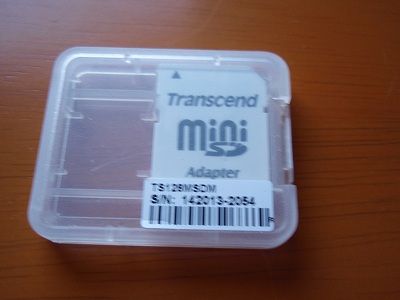 Transcend
mini
SD
Adapter
TS128MSDM
S/N: 142013-2054